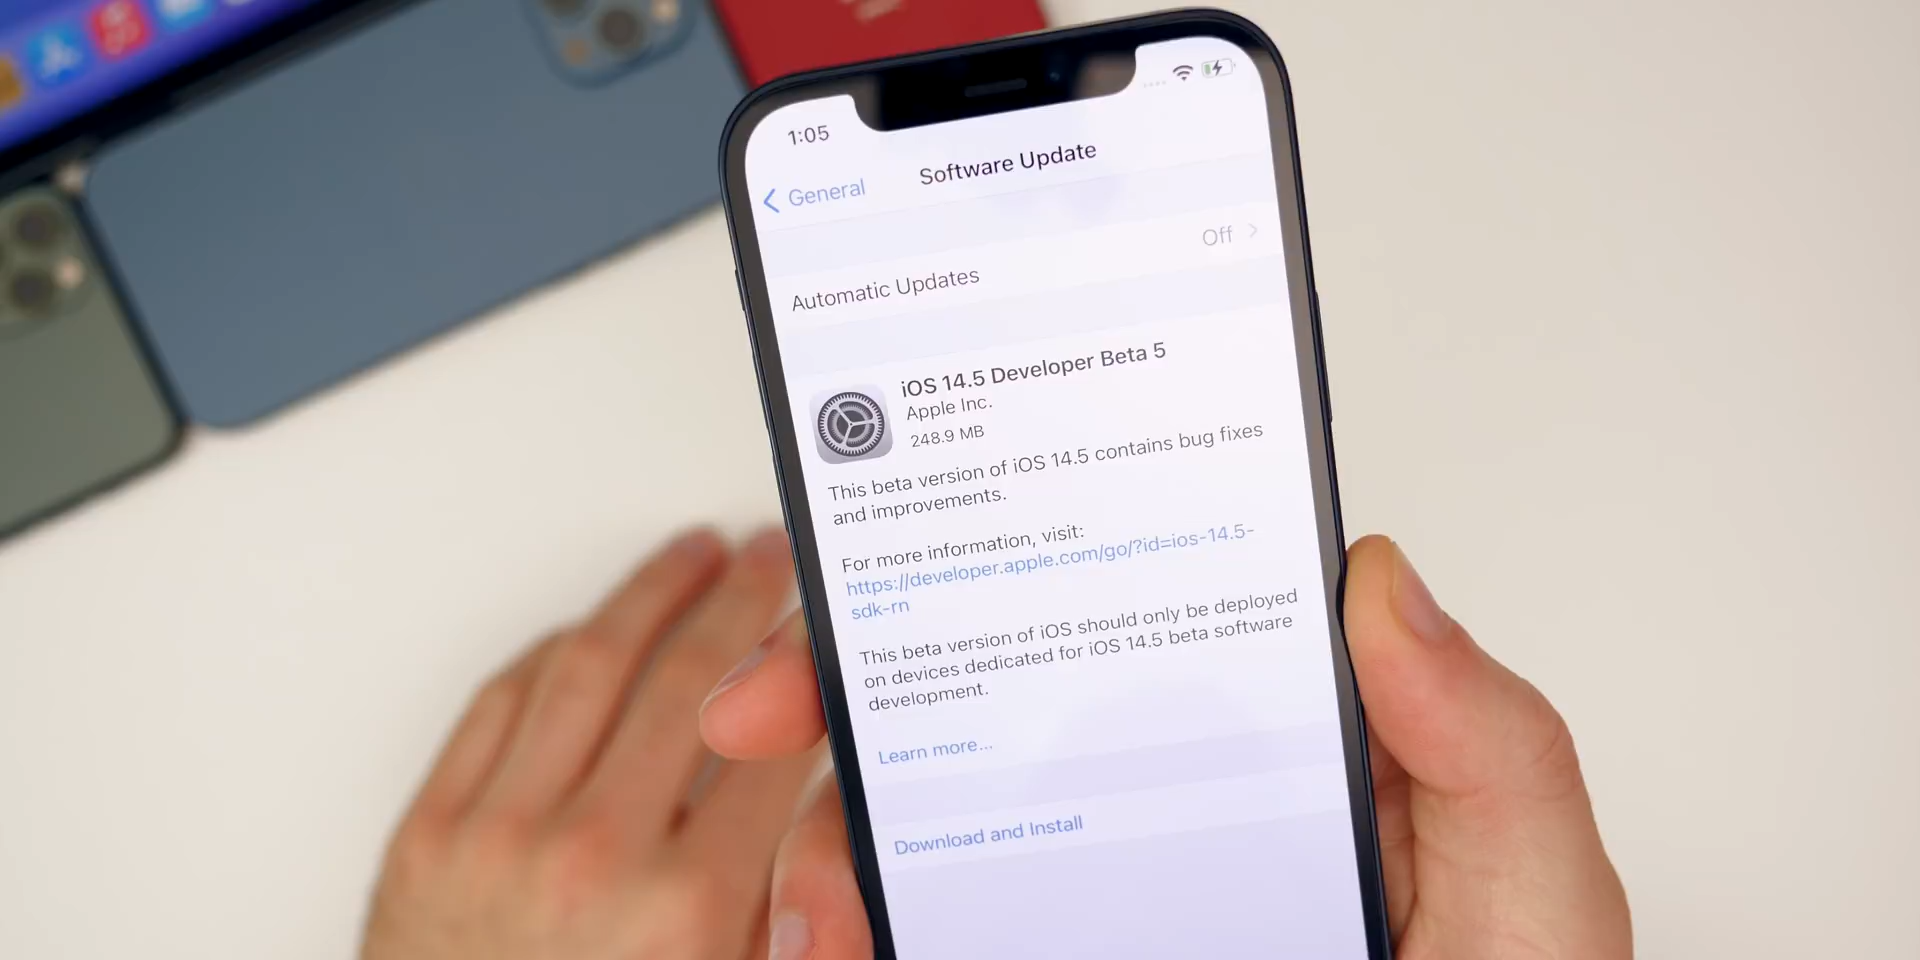 1:05
General
Software Update
Automatic Updates
Off
iOS 14.5 Developer Beta 5
Apple Inc.
248.9 MB
This beta version of iOS 14.5 contains bug fixes
and improvements.
For more information, visit:
https://developer.apple.com/go/?id=ios-14.5-
sdk-rn
This beta version of iOS should only be deployed
on devices dedicated for iOS 14.5 beta software
development.
Learn more...
Download and Install